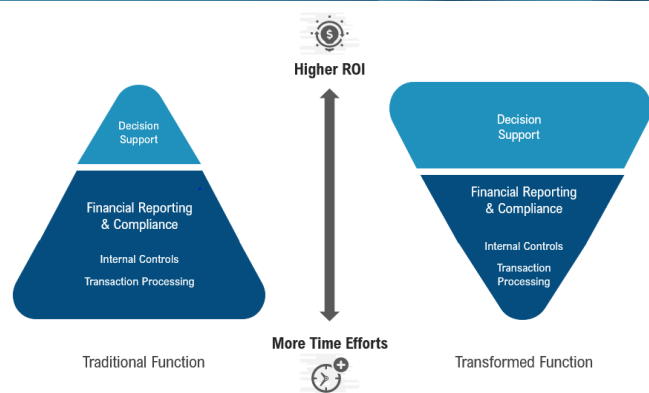 Higher ROI
Decision
Support
Financial Reporting
& Compliance
Internal Controls
Transaction Processing
Traditional Function
More Time Efforts
Decision
Support
Financial Reporting
& Compliance
Internal Controls
Transaction
Processing
Transformed Function